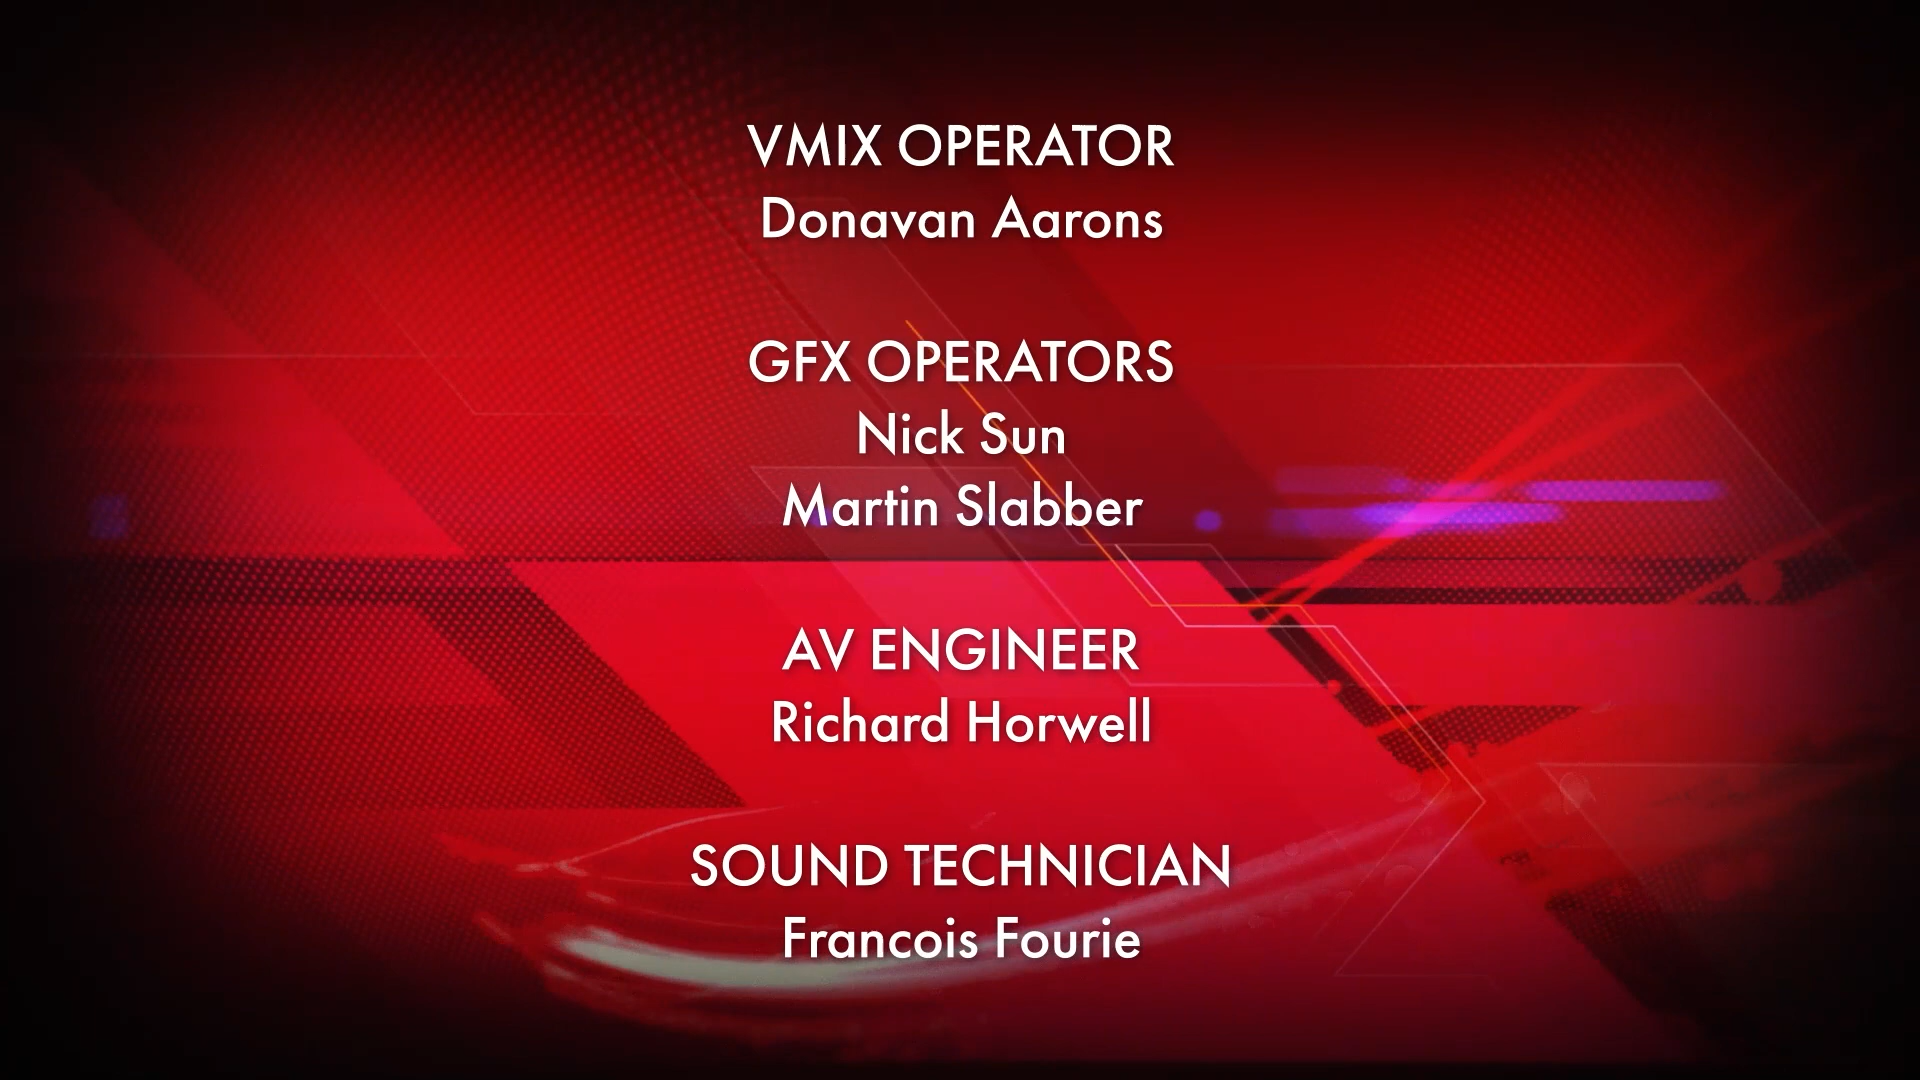 VMIX OPERATOR
Donavan Aarons
GFX OPERATORS
Nick Sun
Martin Slabber
AV ENGINEER
Richard Horwell
SOUND TECHNICIAN
Francois Fourie